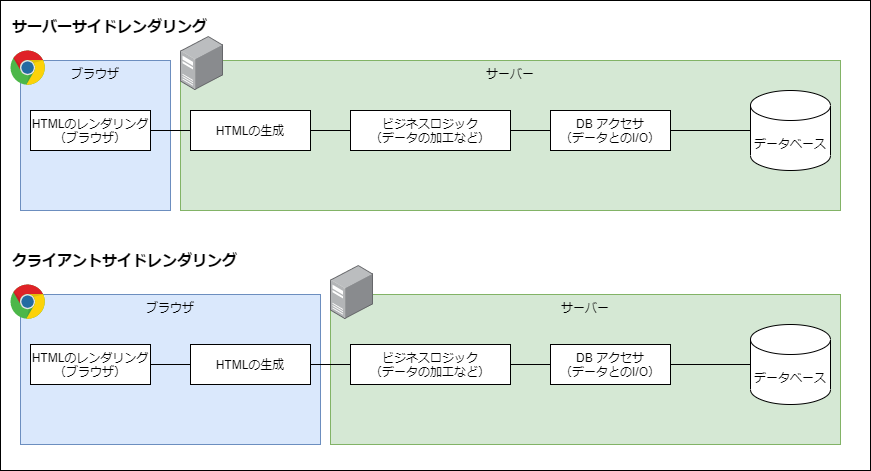 サーバーサイドレンダリング
ブラウザ
サーバー
HTMLのレンダリング
（ブラウザ）
HTMLの生成
ビジネスロジック
（データの加工など）
DB アクセサ
（データとのI/O）
データベース
クライアントサイドレンダリング
ブラウザ
サーバー
HTMLのレンダリング
（ブラウザ）
HTMLの生成
ビジネスロジック
（データの加工など）
DB アクセサ
（データとのI/O）
データベース